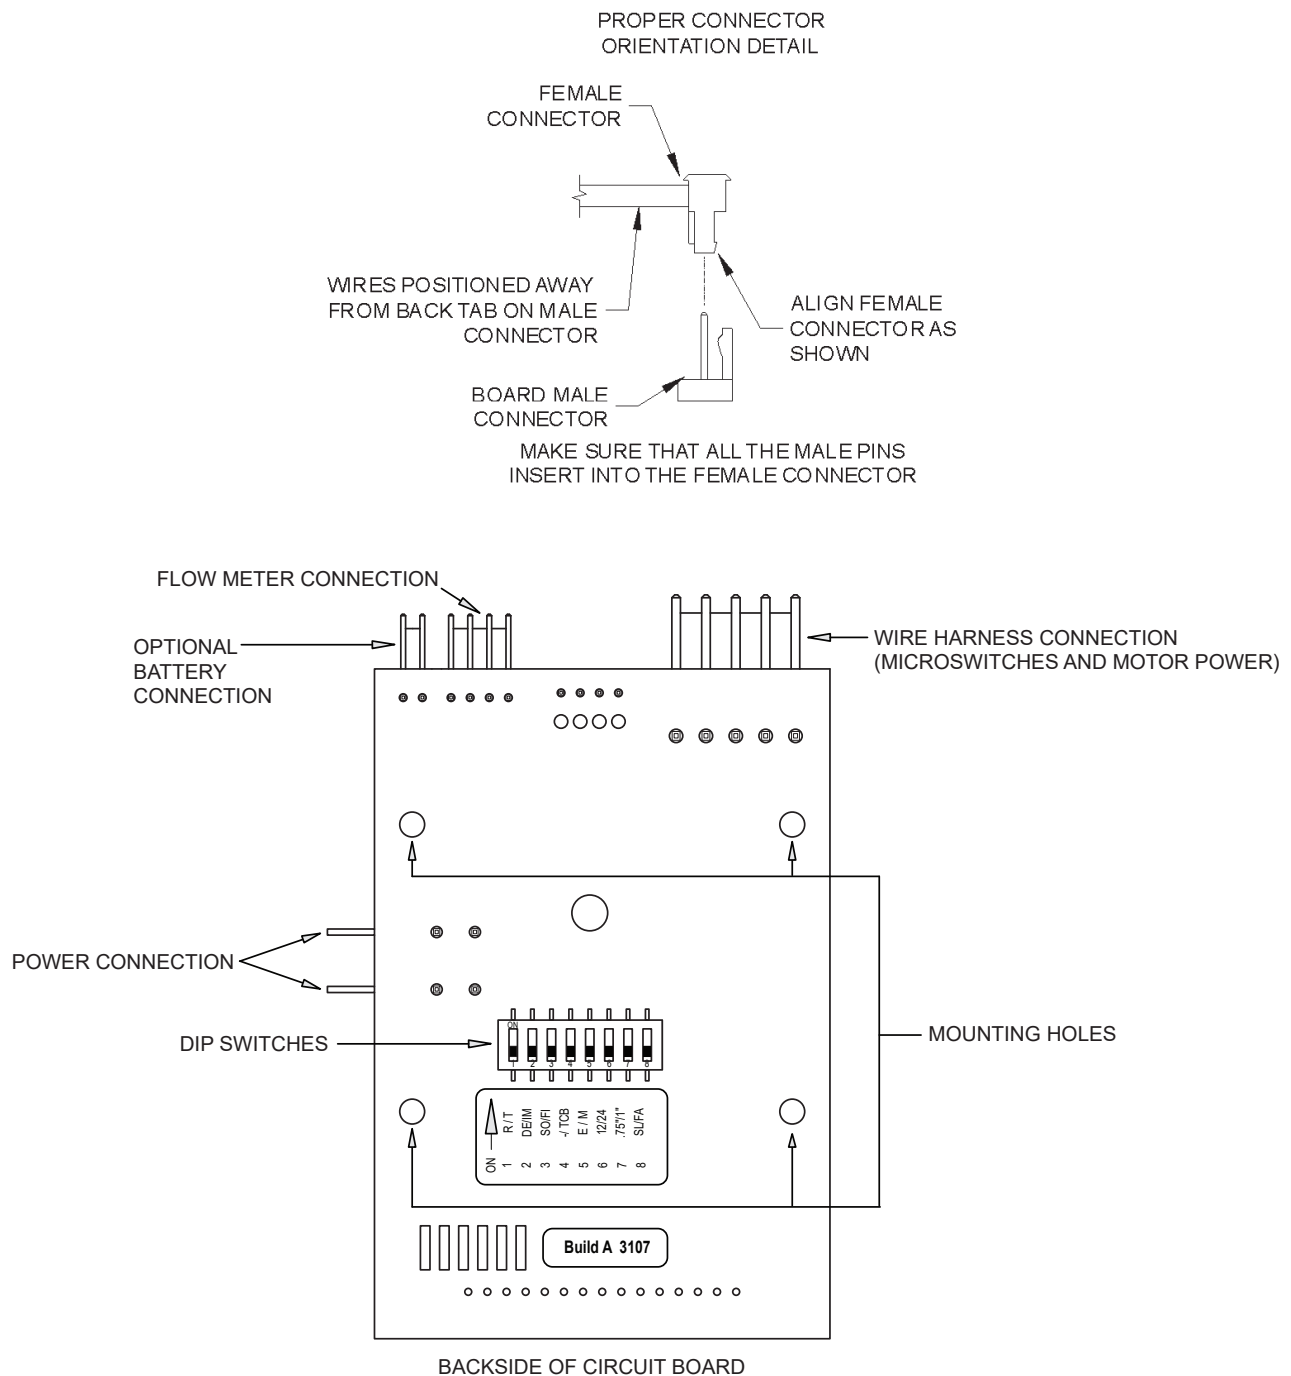 PROPER CONNECTOR
ORIENTATION DETAIL
FEMALE
CONNECTOR
WIRES POSITIONED AWAY
FROM BACK TAB ON MALE
CONNECTOR
ALIGN FEMALE
CONNECTOR AS
SHOWN
BOARD MALE
CONNECTOR
MAKE SURE THAT ALL THE MALE PINS
INSERT INTO THE FEMALE CONNECTOR
FLOW METER CONNECTION
OPTIONAL
BATTERY
CONNECTION
WIRE HARNESS CONNECTION
(MICROSWITCHES AND MOTOR POWER)
POWER CONNECTION
DIP SWITCHES
ON
1 2 3 4 5 6 7 8
MOUNTING HOLES
ON
1 R / T
2 DE/IM
3 SO/FI
4 -/ TCB
5 E / M
6 12/24
7 .75"/1"
8 SL/FA
Build A 3107
BACKSIDE OF CIRCUIT BOARD